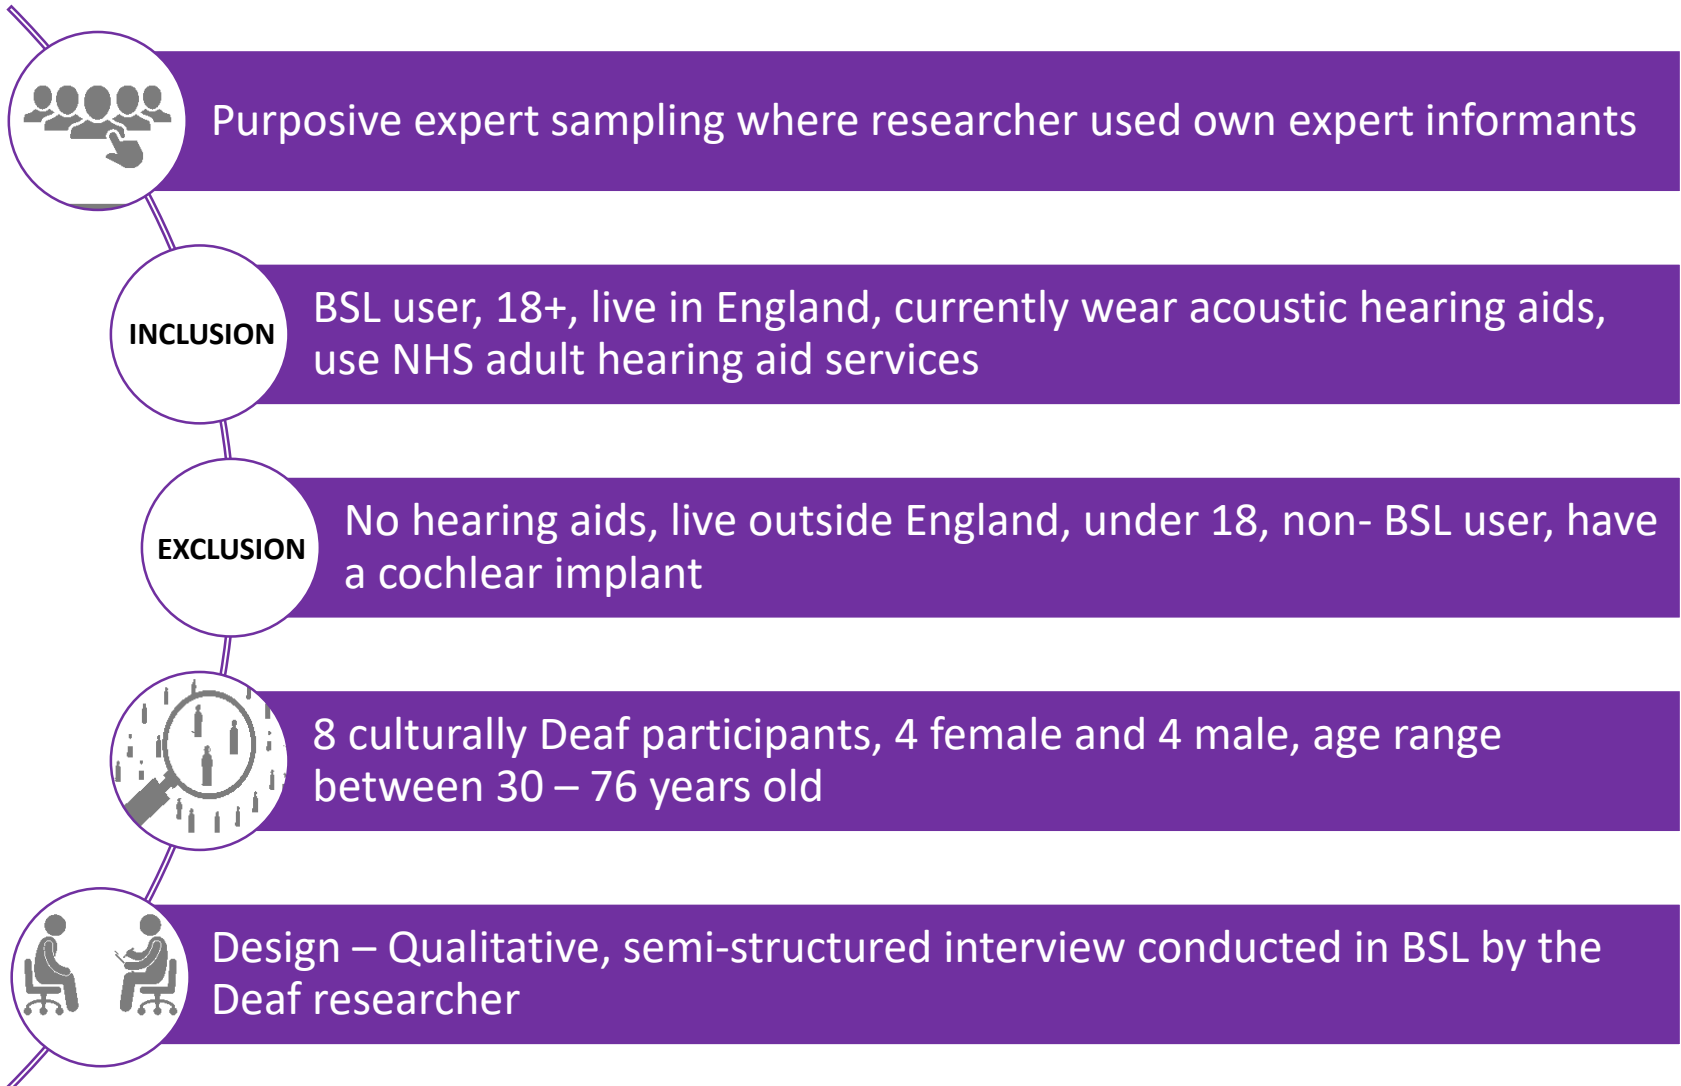 Purposive expert sampling where researcher used own expert informants
INCLUSION
BSL user, 18+, live in England, currently wear acoustic hearing aids,
use NHS adult hearing aid services
EXCLUSION
No hearing aids, live outside England, under 18, non- BSL user, have
a cochlear implant
8 culturally Deaf participants, 4 female and 4 male, age range
between 30 – 76 years old
Design – Qualitative, semi-structured interview conducted in BSL by the
Deaf researcher